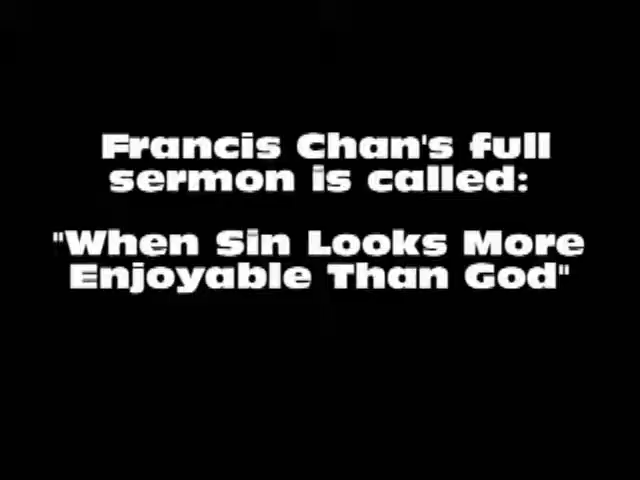 Francis Chan's full
sermon is called:
"When Sin Looks More
Enjoyable Than God"